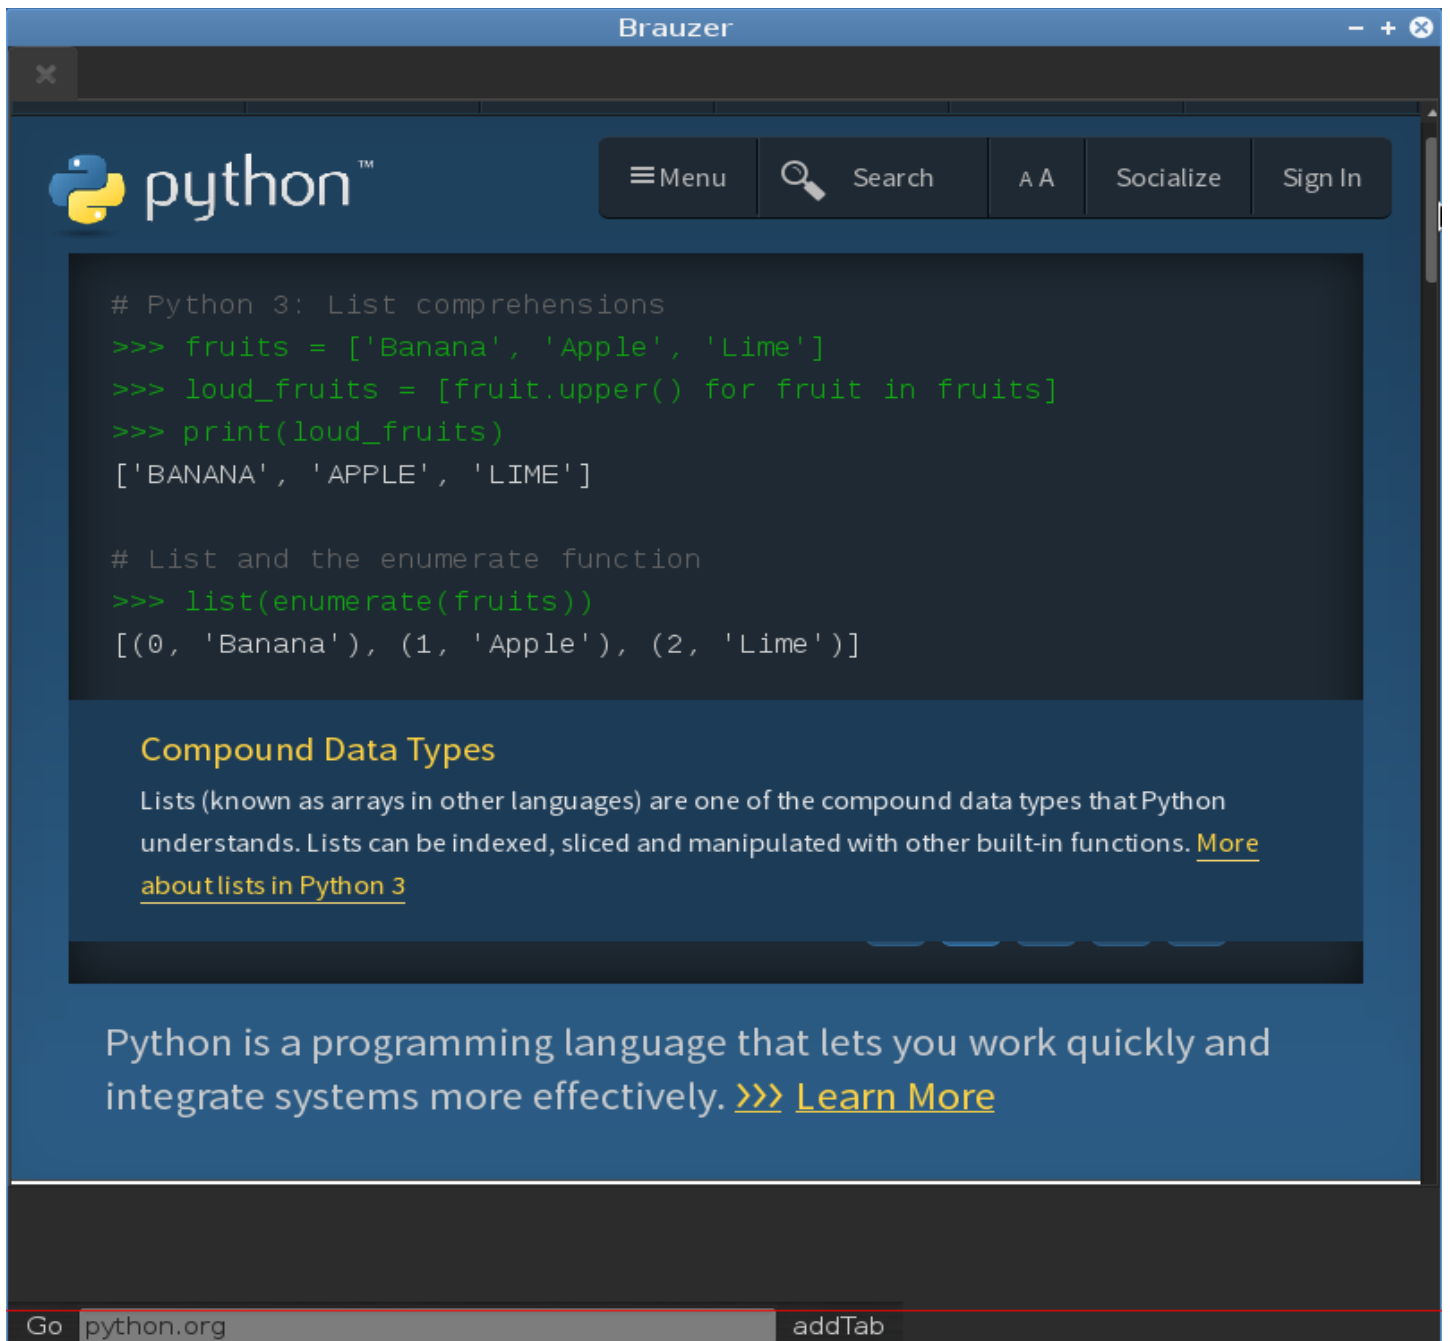 Brauzer
python™
Menu
Search
A A
Socialize
Sign In
# Python 3: List comprehensions
>>> fruits = ['Banana', 'Apple', 'Lime']
>>> loud_fruits = [fruit.upper() for fruit in fruits]
>>> print(loud_fruits)
['BANANA', 'APPLE', 'LIME']
# List and the enumerate function
>>> list(enumerate(fruits))
[(0, 'Banana'), (1, 'Apple'), (2, 'Lime')]
Compound Data Types
Lists (known as arrays in other languages) are one of the compound data types that Python
understands. Lists can be indexed, sliced and manipulated with other built-in functions. More
about lists in Python 3
Python is a programming language that lets you work quickly and
integrate systems more effectively. >>> Learn More
Go
python.org
addTab